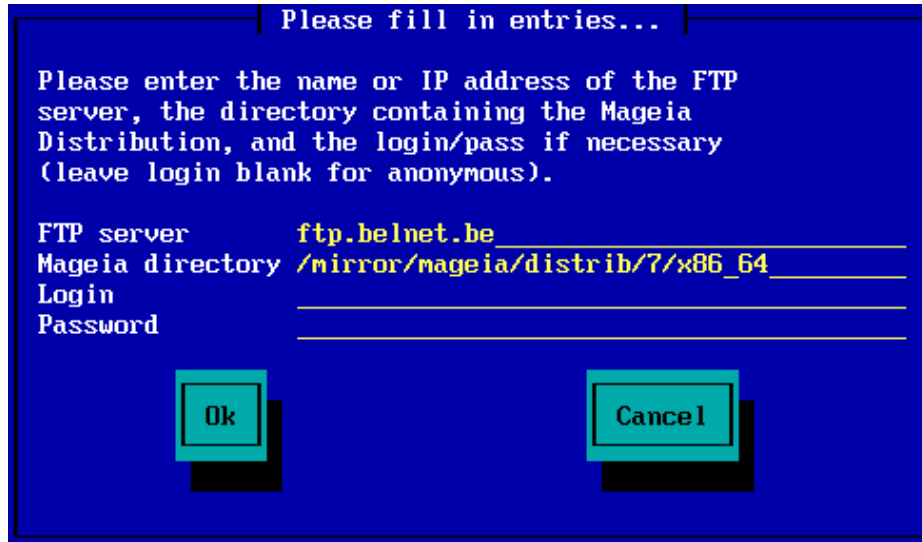 Please fill in entries...
Please enter the name or IP address of the FTP
server, the directory containing the Mageia
Distribution, and the login/pass if necessary
(leave login blank for anonymous).
FTP server ftp.belnet.be
Mageia directory /mirror/mageia/distrib/7/x86_64
Login
Password
Ok Cancel